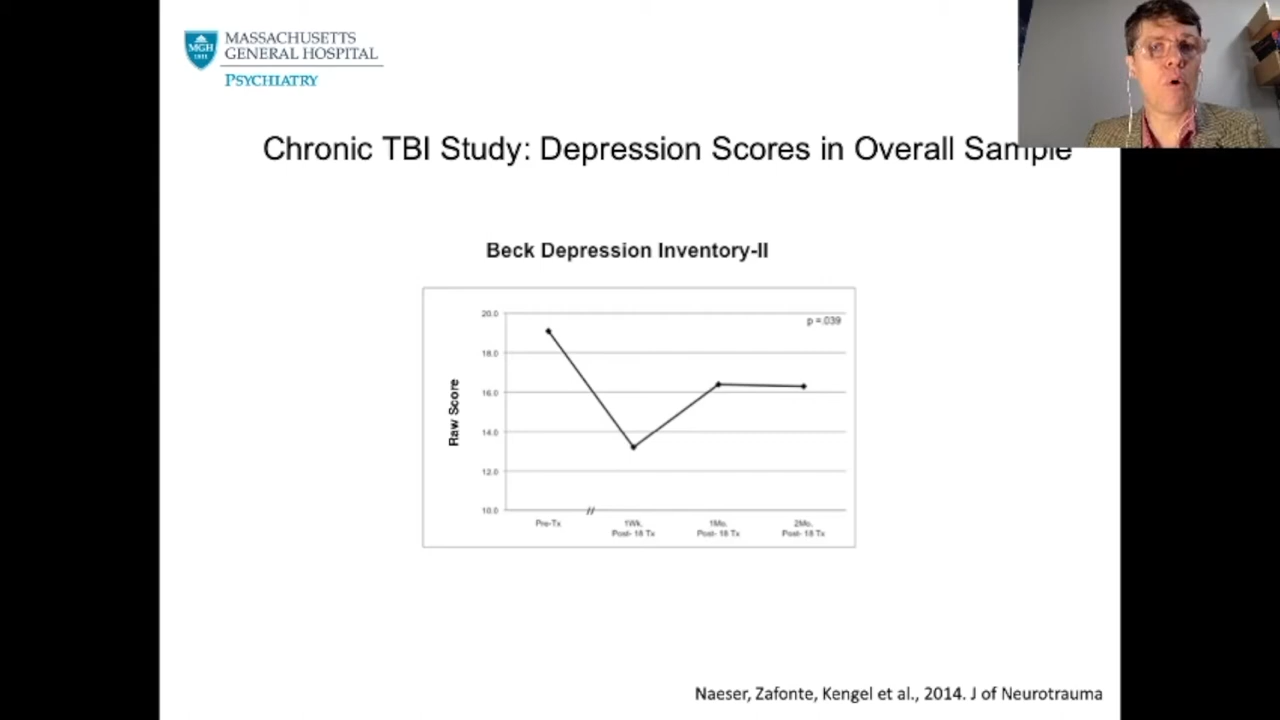 MASSACHUSETTS
GENERAL HOSPITAL
MGH
1811
PSYCHIATRY
Chronic TBI Study: Depression Scores in Overall Sample
Beck Depression Inventory-II
p =.039
Raw Score
20.0
18.0
16.0
14.0
12.0
10.0
Pre-Tx
//
1Wk. Post- 18 Tx
1Mo. Post- 18 Tx
2Mo. Post- 18 Tx
Naeser, Zafonte, Kengel et al., 2014. J of Neurotrauma